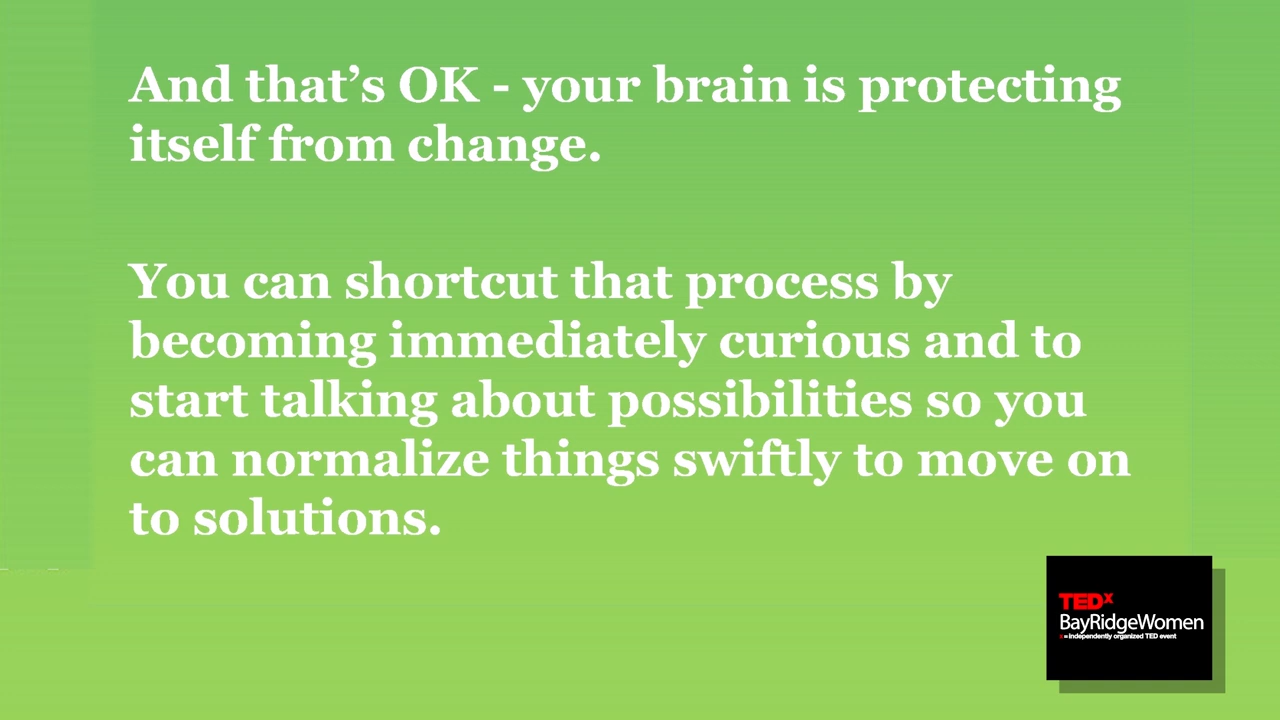 And that’s OK - your brain is protecting
itself from change.
You can shortcut that process by
becoming immediately curious and to
start talking about possibilities so you
can normalize things swiftly to move on
to solutions.
TEDx
BayRidgeWomen
x = independently organized TED event